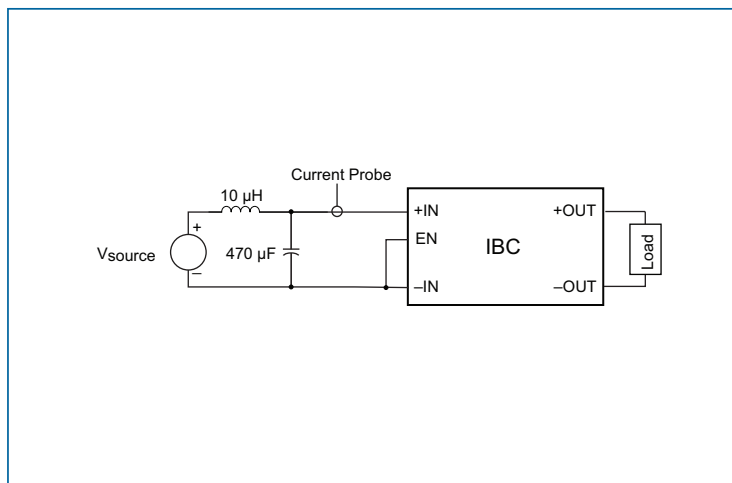 Current Probe
10 µH
+IN
+OUT
+
EN
Vsource
470 µF
IBC
Load
–
–IN
–OUT